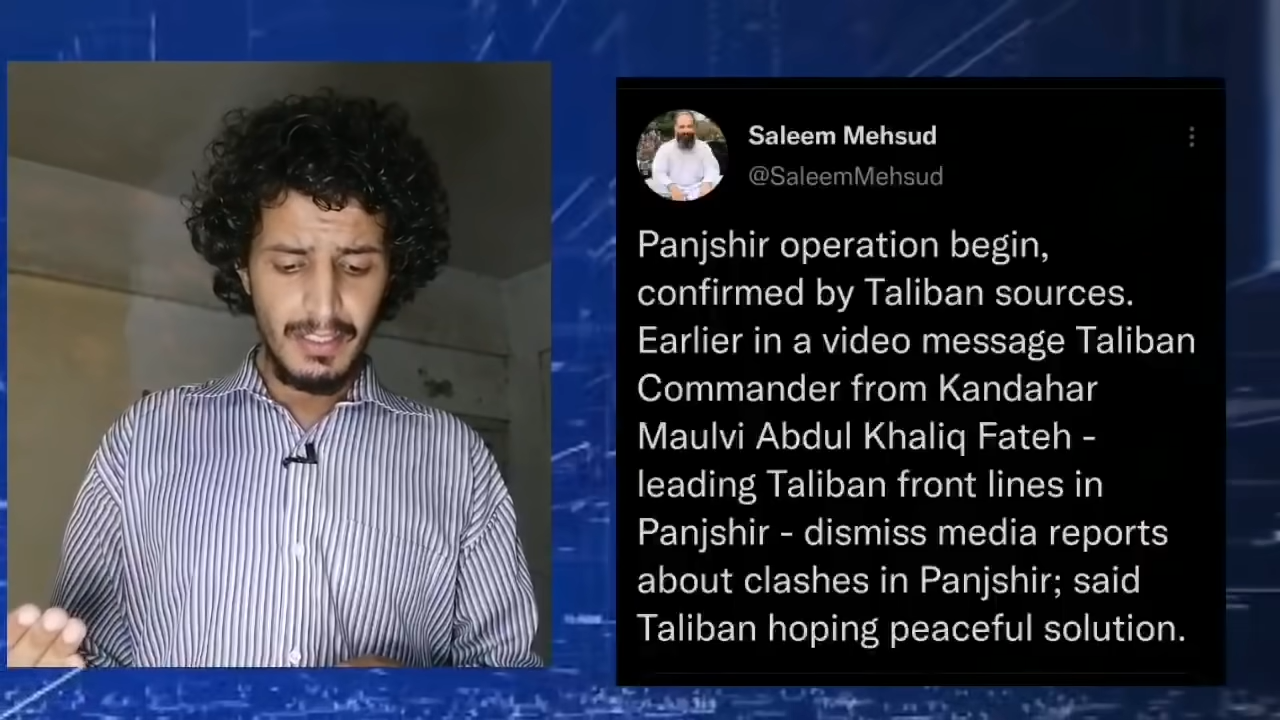 Saleem Mehsud
@SaleemMehsud
Panjshir operation begin,
confirmed by Taliban sources.
Earlier in a video message Taliban
Commander from Kandahar
Maulvi Abdul Khaliq Fateh -
leading Taliban front lines in
Panjshir - dismiss media reports
about clashes in Panjshir; said
Taliban hoping peaceful solution.